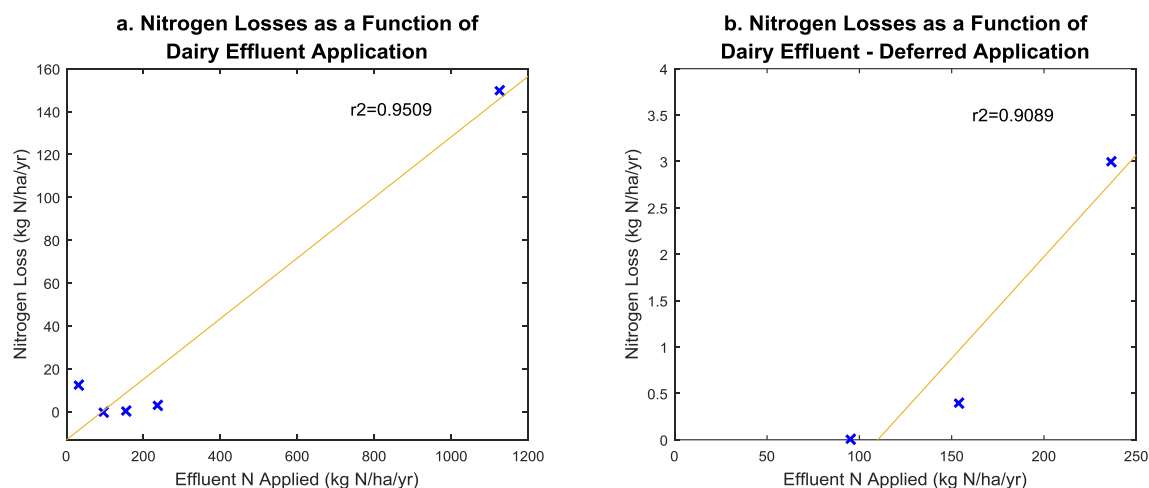 a. Nitrogen Losses as a Function of
Dairy Effluent Application
160
140
120
100
80
60
40
20
0
0 200 400 600 800 1000 1200
Nitrogen Loss (kg N/ha/yr)
Effluent N Applied (kg N/ha/yr)
r2=0.9509
b. Nitrogen Losses as a Function of
Dairy Effluent - Deferred Application
4
3.5
3
2.5
2
1.5
1
0.5
0
0 50 100 150 200 250
Nitrogen Loss (kg N/ha/yr)
Effluent N Applied (kg N/ha/yr)
r2=0.9089